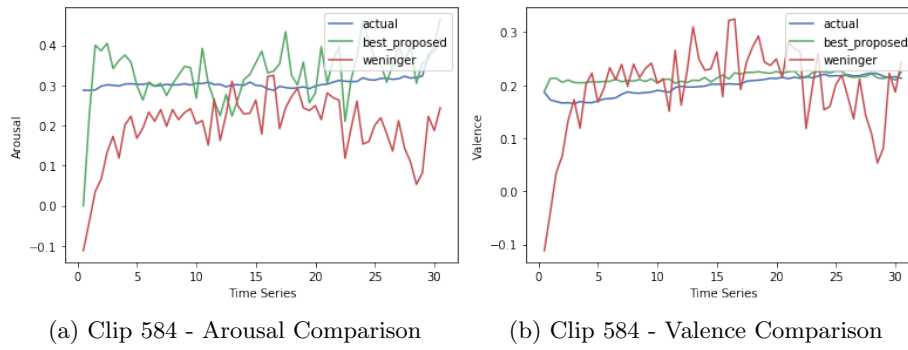 actual
best_proposed
weninger
0.4
0.3
0.2
0.1
0.0
−0.1
Arousal
0 5 10 15 20 25 30
Time Series
(a) Clip 584 - Arousal Comparison
actual
best_proposed
weninger
0.3
0.2
0.1
0.0
−0.1
Valence
0 5 10 15 20 25 30
Time Series
(b) Clip 584 - Valence Comparison